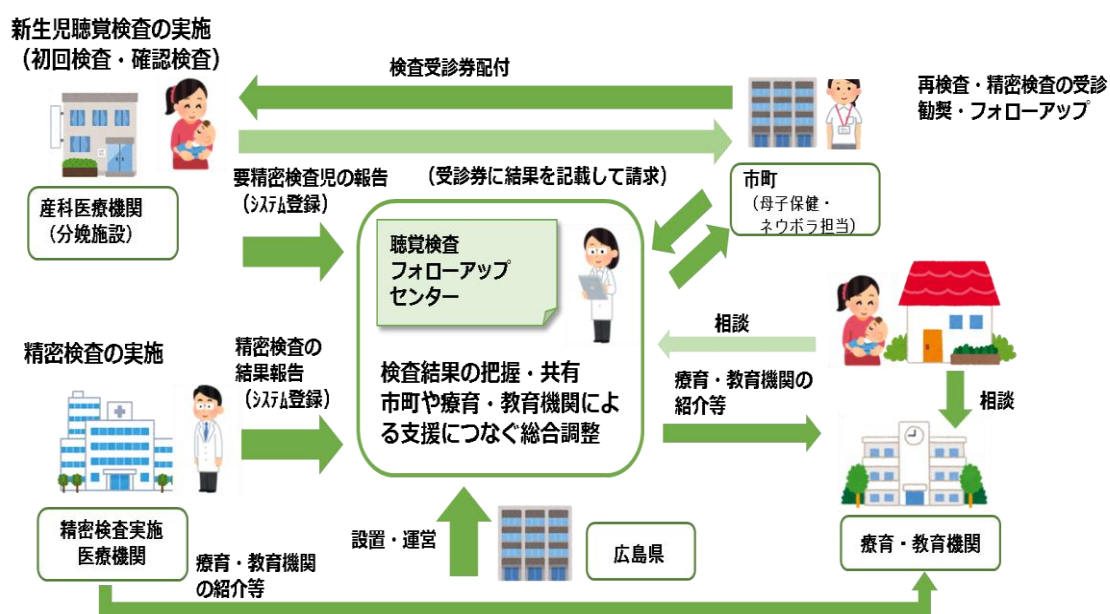 新生児聴覚検査の実施
（初回検査・確認検査）
検査受診券配付
再検査・精密検査の受診
勧奨・フォローアップ
産科医療機関
（分娩施設）
要精密検査児の報告
（ｼｽﾃﾑ登録）
（受診券に結果を記載して請求）
市町
（母子保健・
ネウボラ担当）
聴覚検査
フォローアップ
センター
精密検査の実施
精密検査の
結果報告
（ｼｽﾃﾑ登録）
検査結果の把握・共有
市町や療育・教育機関によ
る支援につなぐ総合調整
相談
療育・教育機関の
紹介等
相談
精密検査実施
医療機関
療育・教育機関
の紹介等
設置・運営
広島県
療育・教育機関